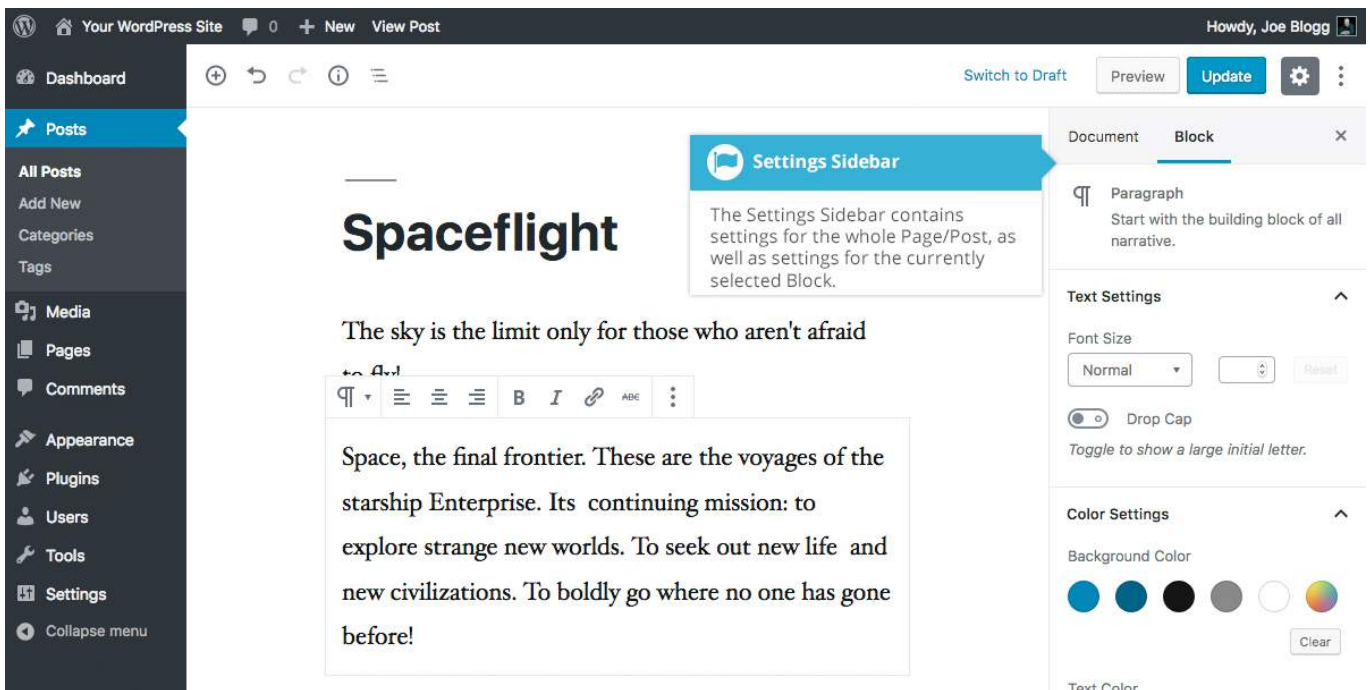 Your WordPress Site 0 New View Post Howdy, Joe Blogg
Dashboard
Posts
All Posts
Add New
Categories
Tags
Media
Pages
Comments
Appearance
Plugins
Users
Tools
Settings
Collapse menu
Switch to Draft Preview Update
Spaceflight
The sky is the limit only for those who aren't afraid
to fly!
B I ABC
Space, the final frontier. These are the voyages of the
starship Enterprise. Its continuing mission: to
explore strange new worlds. To seek out new life and
new civilizations. To boldly go where no one has gone
before!
Settings Sidebar
The Settings Sidebar contains
settings for the whole Page/Post, as
well as settings for the currently
selected Block.
Document Block
Paragraph
Start with the building block of all
narrative.
Text Settings
Font Size
Normal Reset
Drop Cap
Toggle to show a large initial letter.
Color Settings
Background Color
Clear
Text Color